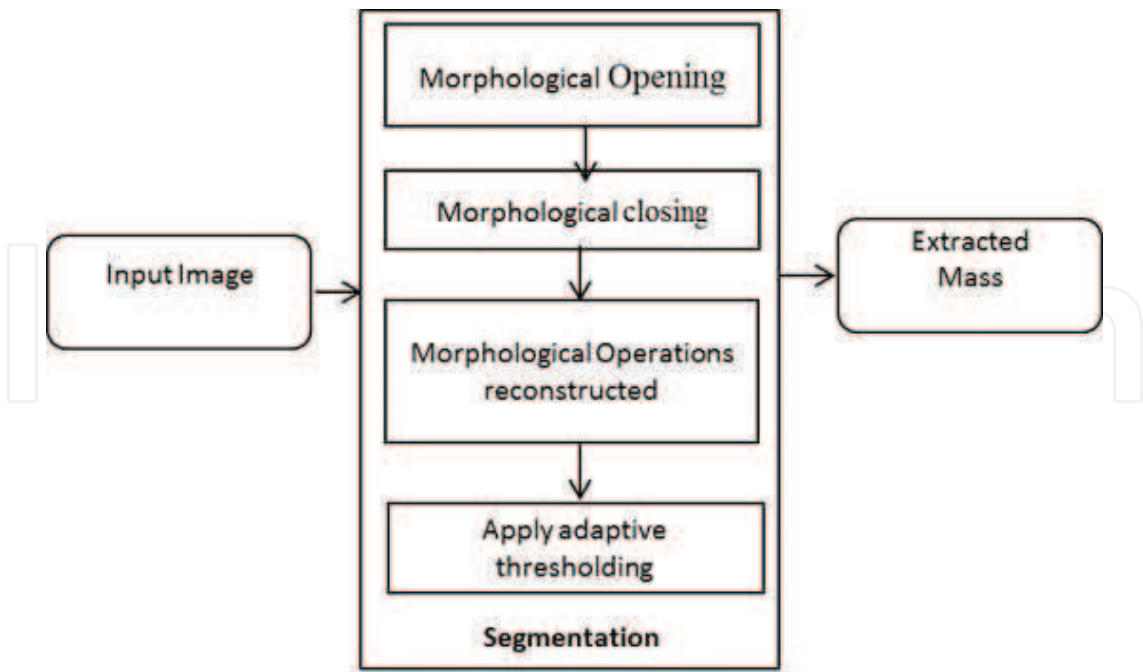 Input Image
Morphological Opening
Morphological closing
Morphological Operations
reconstructed
Apply adaptive
thresholding
Segmentation
Extracted
Mass